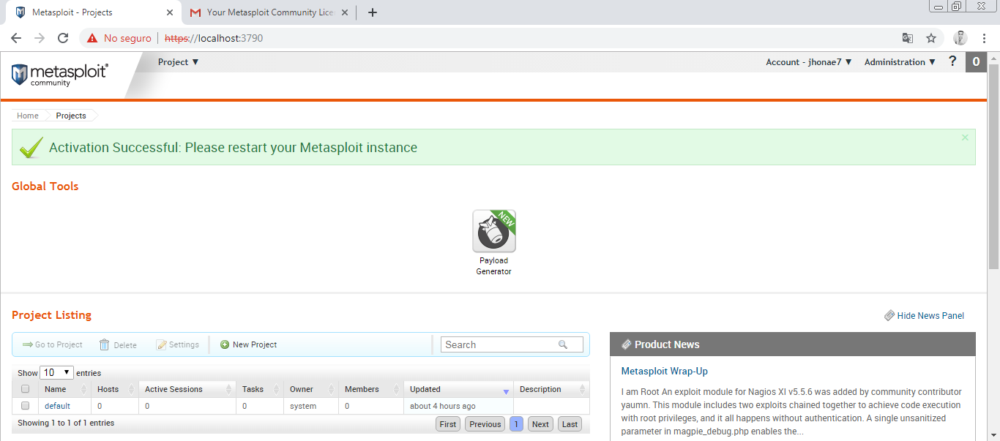 Metasploit - Projects
Your Metasploit Community Lice
No seguro
https://localhost:3790
metasploit®
community
Project ▼
Account - jhonae7 ▼
Administration ▼
?
0
Home
Projects
Activation Successful: Please restart your Metasploit instance
Global Tools
NEW
Payload
Generator
Project Listing
Hide News Panel
Go to Project
Delete
Settings
New Project
Search
Show 10 entries
Name Hosts Active Sessions Tasks Owner Members Updated Description
default 0 0 0 system 0 about 4 hours ago
Showing 1 to 1 of 1 entries
First Previous 1 Next Last
Product News
Metasploit Wrap-Up
I am Root An exploit module for Nagios XI v5.5.6 was added by community contributor
yaumn. This module includes two exploits chained together to achieve code execution
with root privileges, and it all happens without authentication. A single unsanitized
parameter in magpie_debug.php enables the...